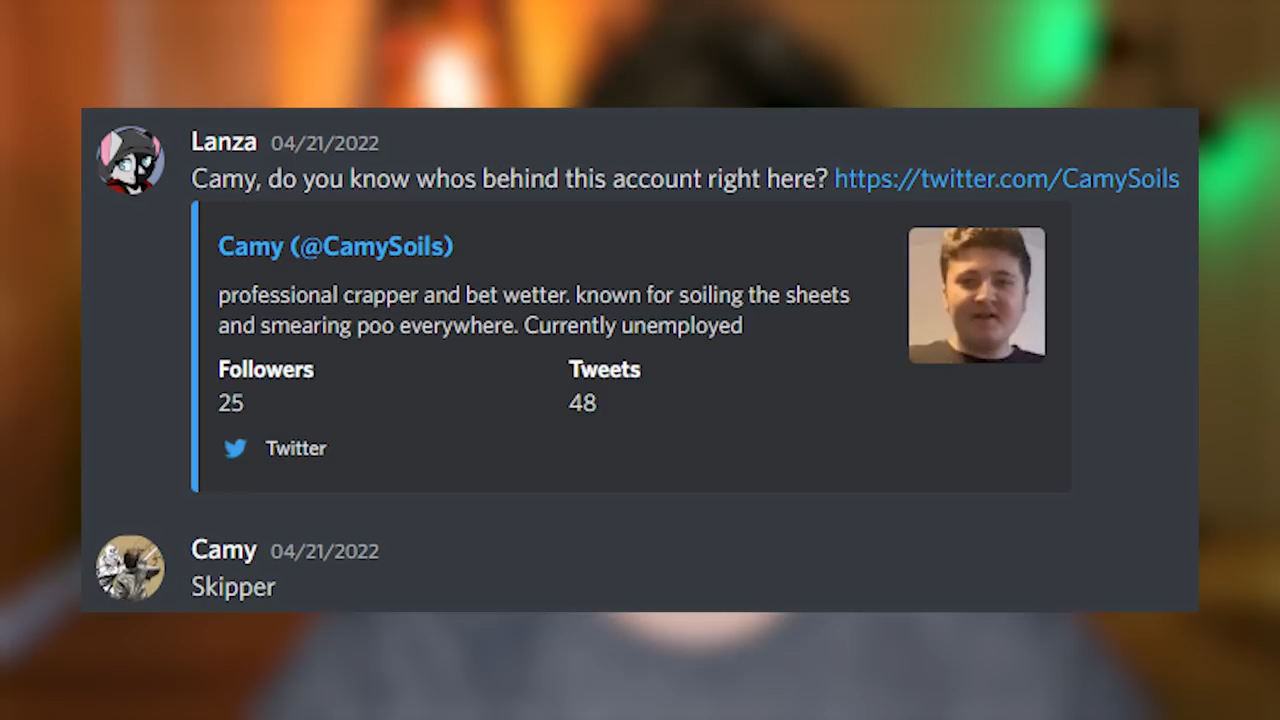 Lanza 04/21/2022
Camy, do you know whos behind this account right here? https://twitter.com/CamySoils
Camy (@CamySoils)
professional crapper and bet wetter. known for soiling the sheets
and smearing poo everywhere. Currently unemployed
Followers Tweets
25 48
Twitter
Camy 04/21/2022
Skipper